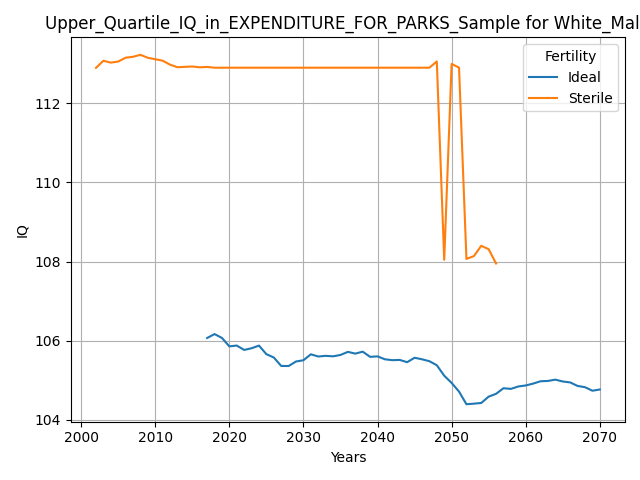 Upper_Quartile_IQ_in_EXPENDITURE_FOR_PARKS_Sample for White_Mal
Fertility
Ideal
Sterile
IQ
112
110
108
106
104
2000 2010 2020 2030 2040 2050 2060 2070
Years